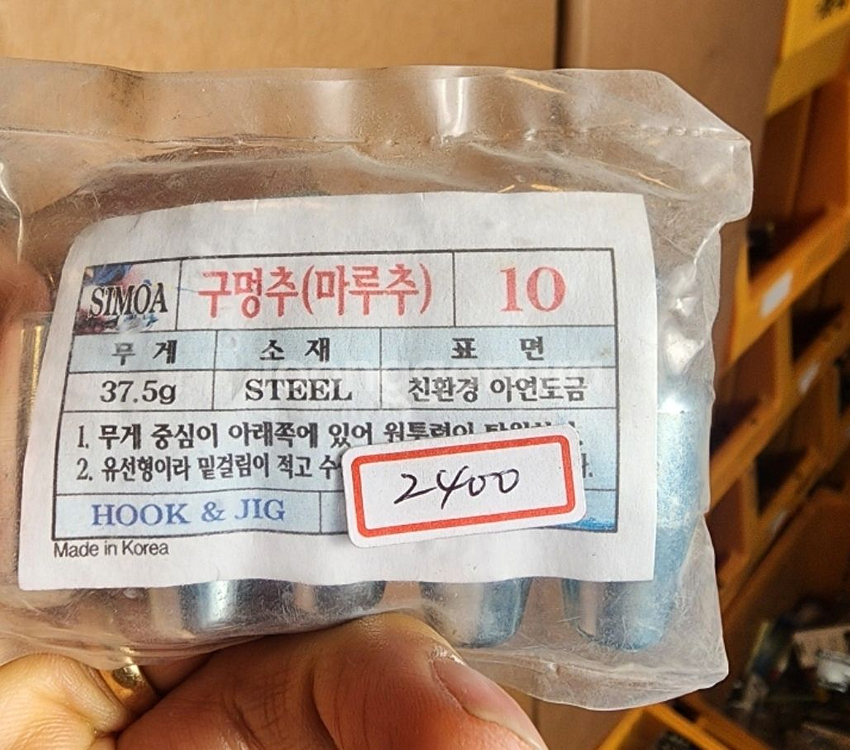 SIMOA 구멍추(마루추) 10
무 게 소 재 표 면
37.5g STEEL 친환경 아연도금
1. 무게 중심이 아래쪽에 있어
2. 유선형이라 밑걸림이 적고
2400
HOOK & JIG
Made in Korea